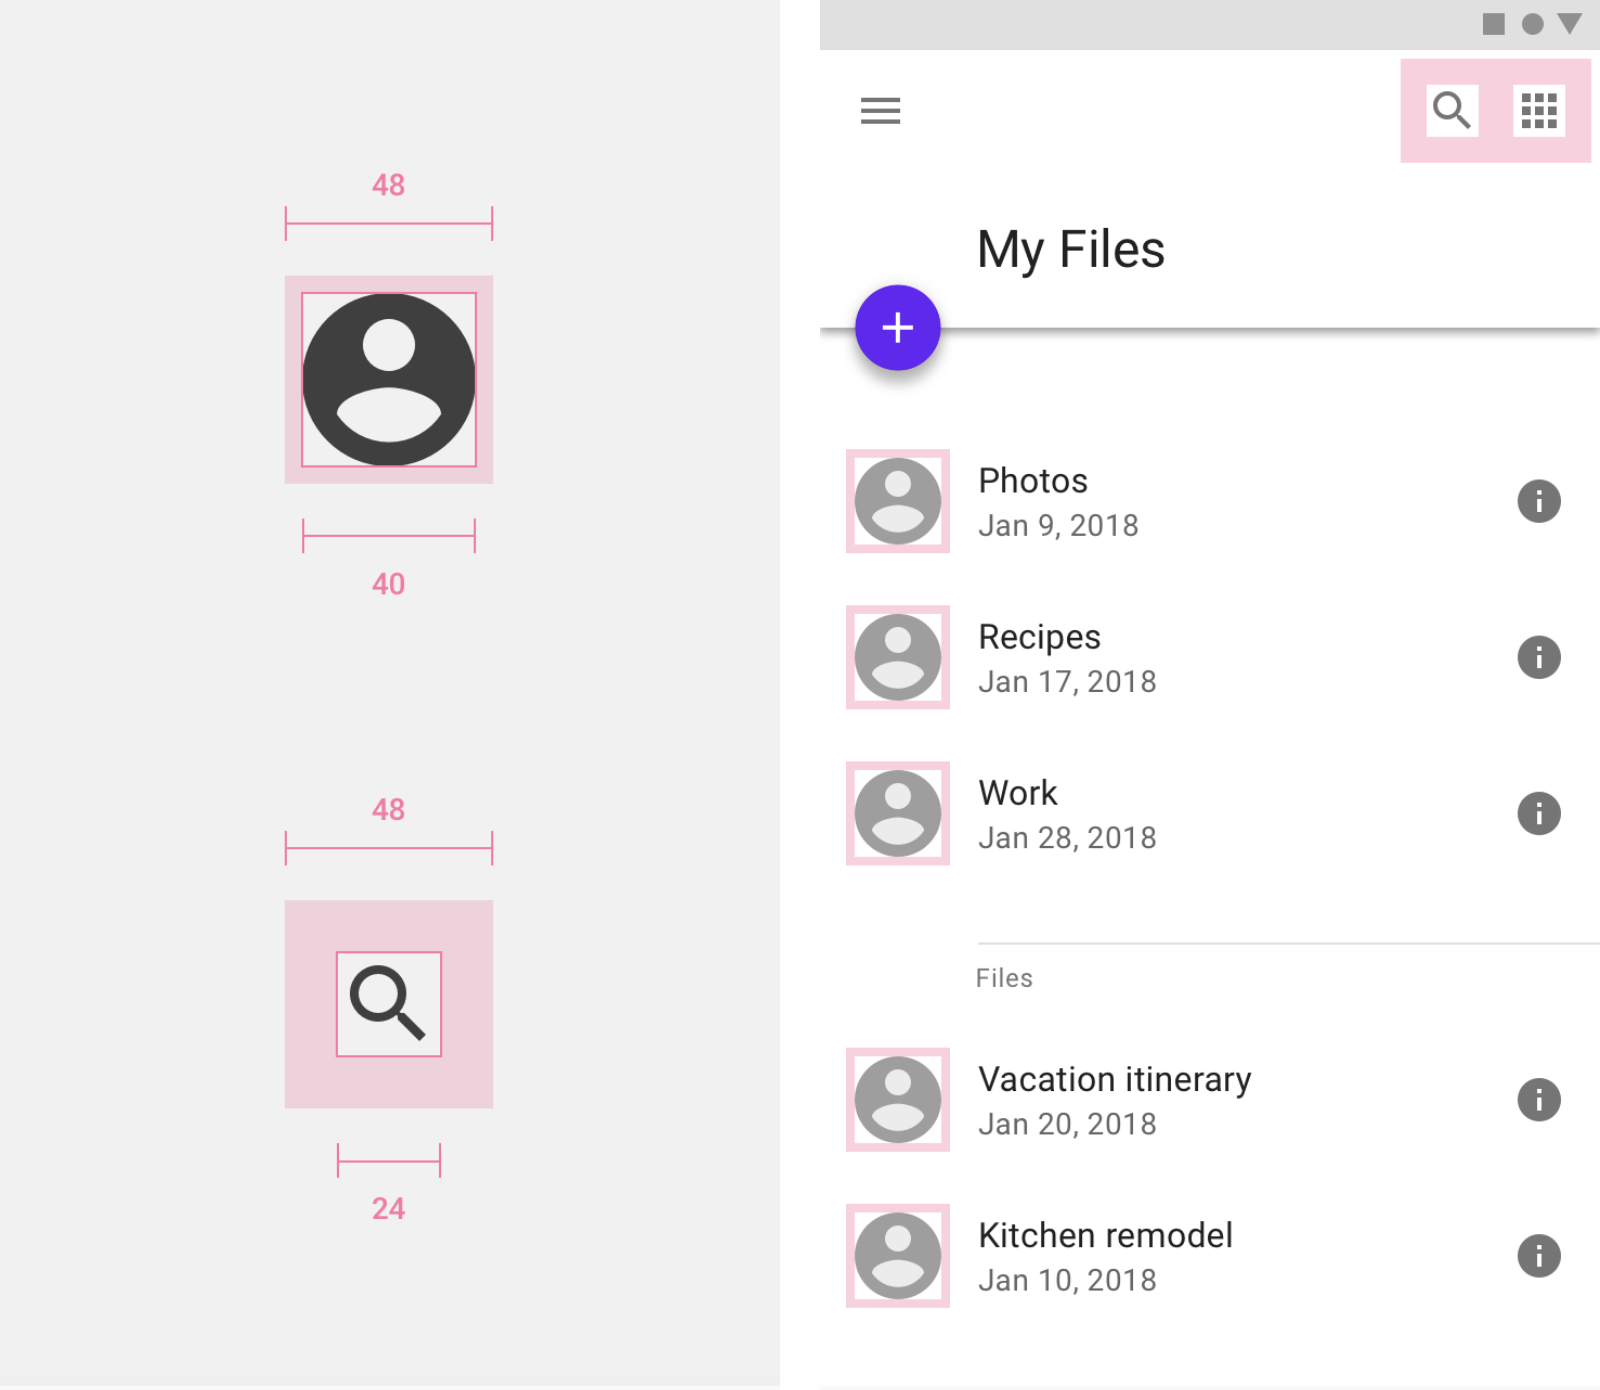 48
40
48
24
My Files
Photos
Jan 9, 2018
Recipes
Jan 17, 2018
Work
Jan 28, 2018
Files
Vacation itinerary
Jan 20, 2018
Kitchen remodel
Jan 10, 2018